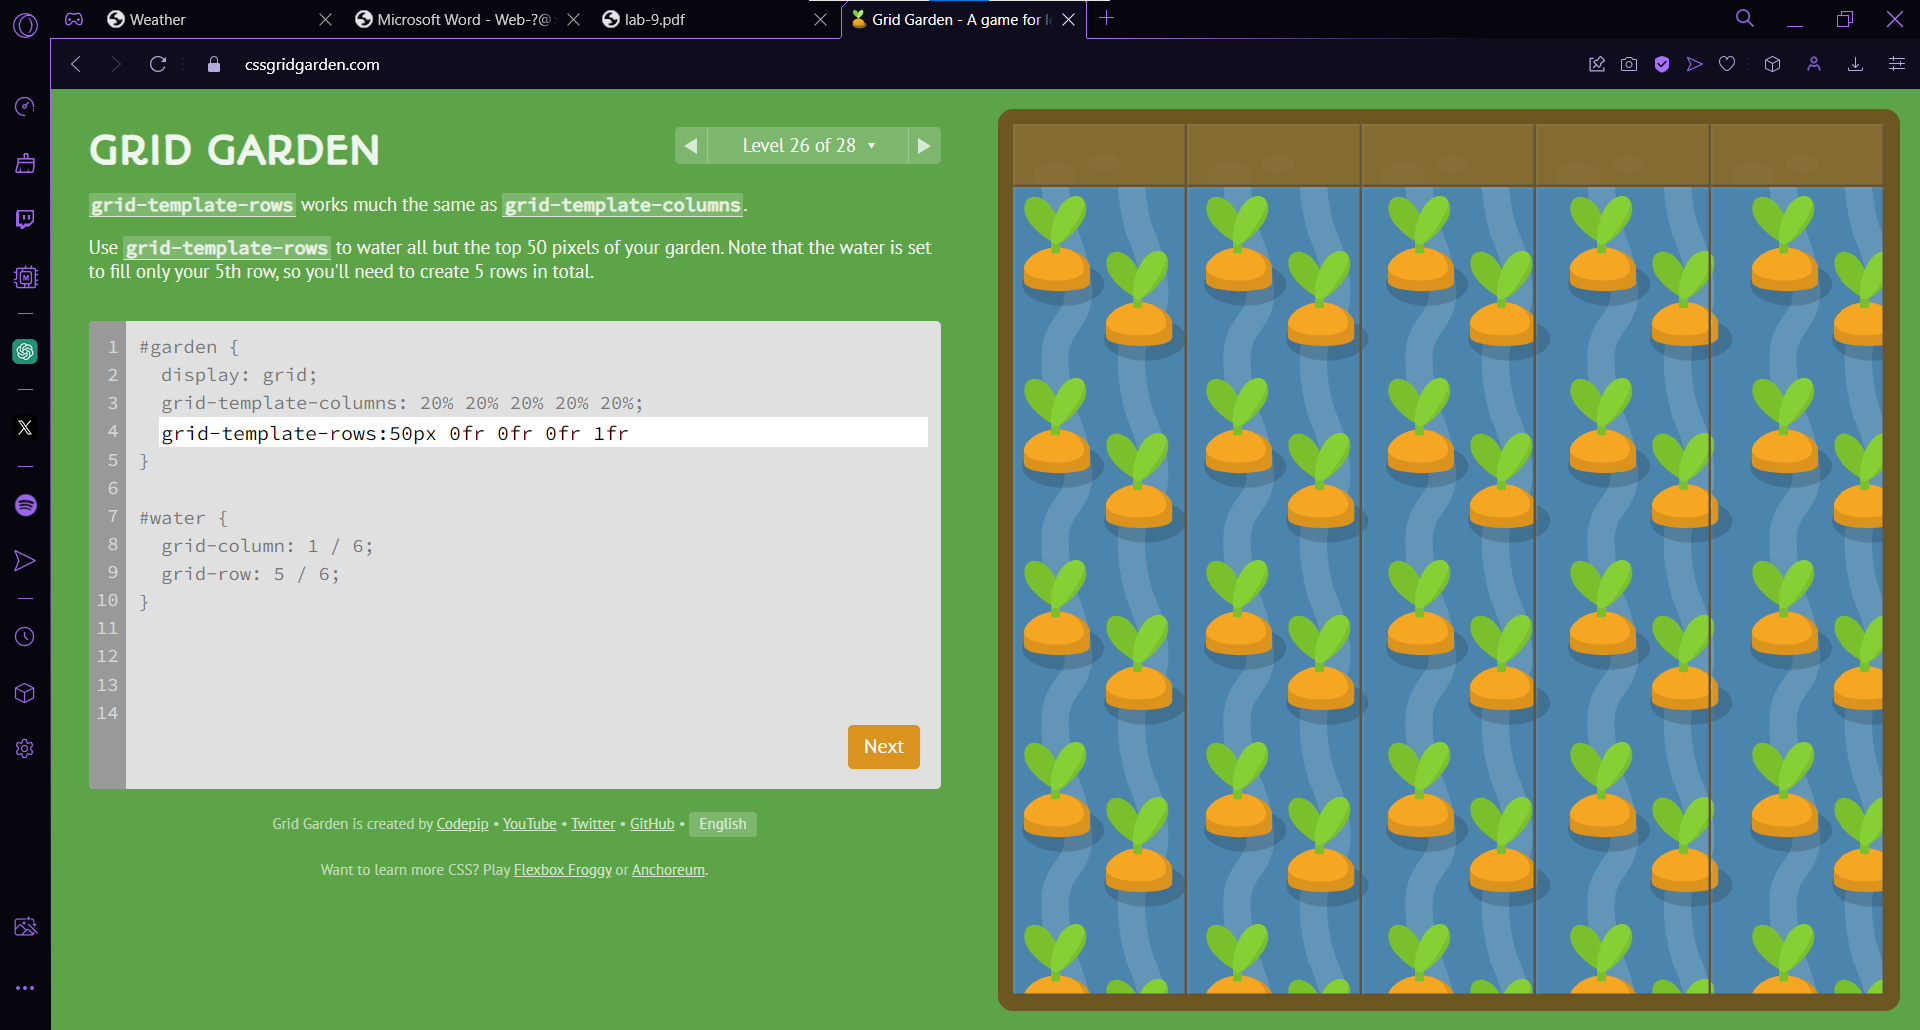 Weather
Microsoft Word - Web-?@
lab-9.pdf
Grid Garden - A game for l
cssgridgarden.com
GRID GARDEN
Level 26 of 28
grid-template-rows works much the same as grid-template-columns.
Use grid-template-rows to water all but the top 50 pixels of your garden. Note that the water is set
to fill only your 5th row, so you'll need to create 5 rows in total.
1 #garden {
2 display: grid;
3 grid-template-columns: 20% 20% 20% 20% 20%;
4 grid-template-rows:50px 0fr 0fr 0fr 1fr
5 }
6
7 #water {
8 grid-column: 1 / 6;
9 grid-row: 5 / 6;
10 }
11
12
13
14
Next
Grid Garden is created by Codepip • YouTube • Twitter • GitHub • English
Want to learn more CSS? Play Flexbox Froggy or Anchoreum.